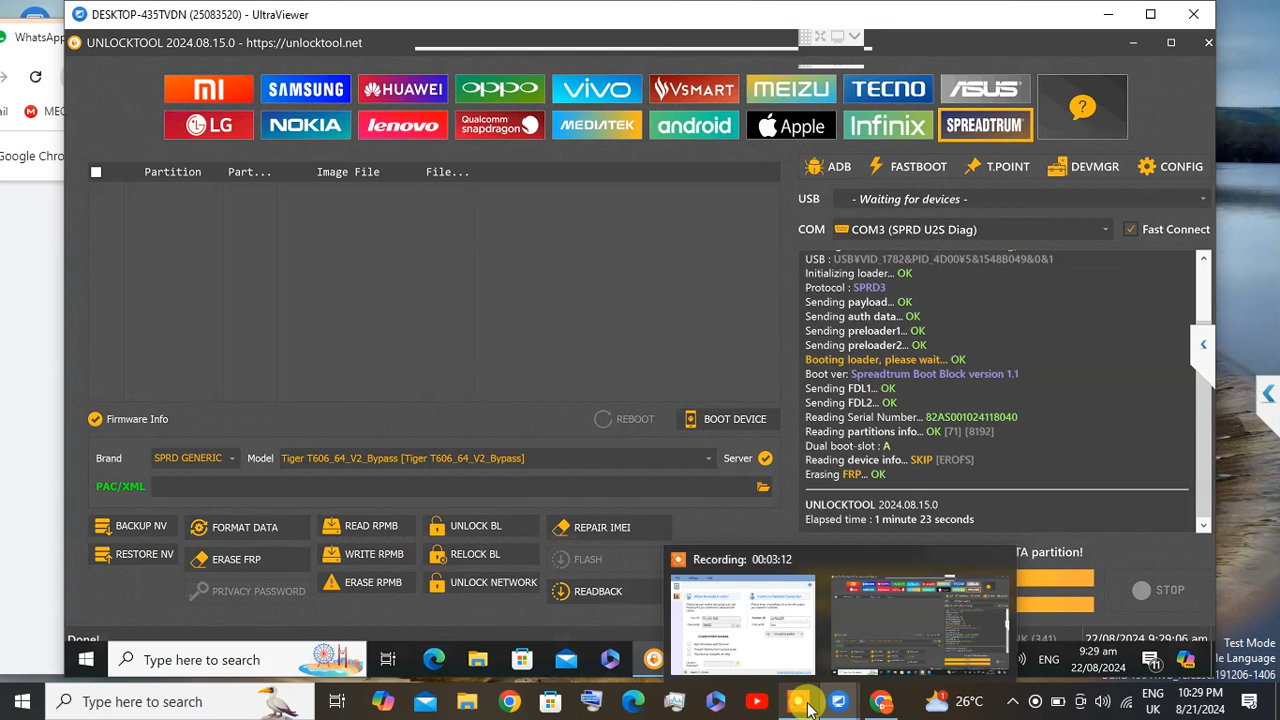 DESKTOP-435TVDN (25083520) - UltraViewer
WhatsApp
UNLOCKTOOL 2024.08.15.0 - https://unlocktool.net
mi SAMSUNG HUAWEI oppo vivo VSMART MEIZU TECNO ASUS ?
LG NOKIA lenovo Qualcomm snapdragon MEDIATEK android Apple Infinix SPREADTRUM
ail MEG
Google Chro
Partition Part... Image File File...
ADB FASTBOOT T.POINT DEVMGR CONFIG
USB - Waiting for devices -
COM COM3 (SPRD U2S Diag) Fast Connect
USB : USB¥VID_1782&PID_4D00¥5&1548B049&0&1
Initializing loader... OK
Protocol : SPRD3
Sending payload... OK
Sending auth data... OK
Sending preloader1... OK
Sending preloader2... OK
Booting loader, please wait... OK
Boot ver: Spreadtrum Boot Block version 1.1
Sending FDL1... OK
Sending FDL2... OK
Reading Serial Number... 82AS001024118040
Reading partitions info... OK [71] [8192]
Dual boot-slot : A
Reading device info... SKIP [EROFS]
Erasing FRP... OK
UNLOCKTOOL 2024.08.15.0
Elapsed time : 1 minute 23 seconds
Firmware Info REBOOT BOOT DEVICE
Brand SPRD GENERIC Model Tiger T606_64_V2_Bypass [Tiger T606_64_V2_Bypass] Server
PAC/XML
BACKUP NV FORMAT DATA READ RPMB UNLOCK BL REPAIR IMEI
RESTORE NV ERASE FRP WRITE RPMB RELOCK BL FLASH
PRIVACY PASSWORD ERASE RPMB UNLOCK NETWORK READBACK
Recording: 00:03:12
TA partition!
STOP
Done!
(341) 22/08/2024 9:29:06 am
Type here to search
ENG 9:29 am
22/08/2024
Test Mode
Language
191206-1406
Type here to search
26°C
ENG
NG
10:29 PM
8/21/2024